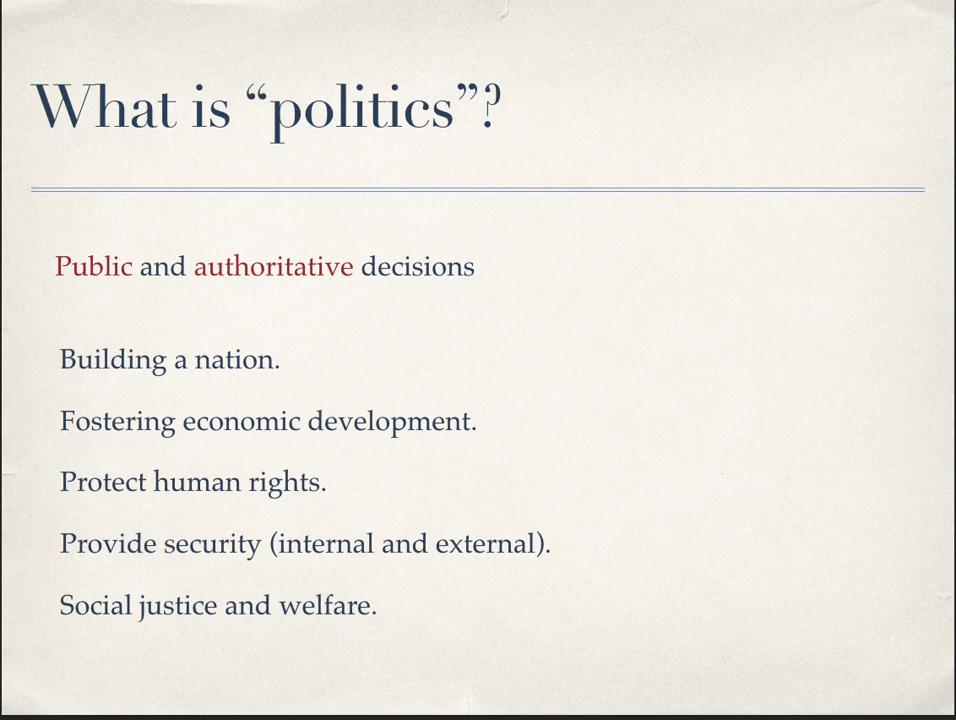 What is “politics”?
Public and authoritative decisions
Building a nation.
Fostering economic development.
Protect human rights.
Provide security (internal and external).
Social justice and welfare.